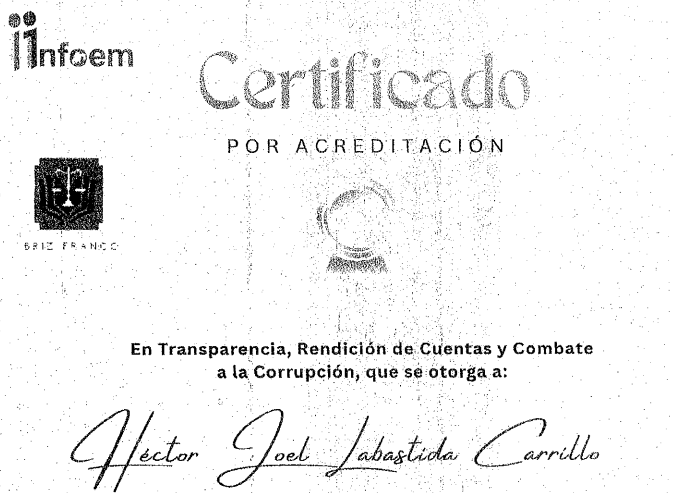 infoem
Certificado
POR ACREDITACIÓN
BRIZ FRANCO
En Transparencia, Rendición de Cuentas y Combate
a la Corrupción, que se otorga a:
Héctor Joel Labastida Carrillo